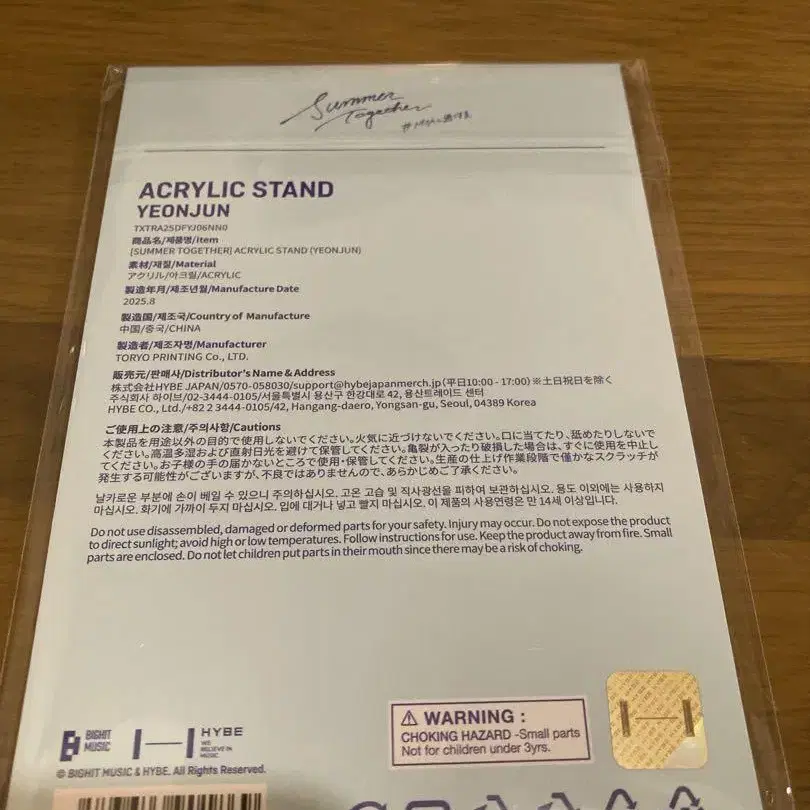 Summer
Together
ACRYLIC STAND
YEONJUN
TXTRA25DFYJ06NN0
商品名/제품명/Item
[SUMMER TOGETHER] ACRYLIC STAND (YEONJUN)
素材/재질/Material
アクリル/아크릴/ACRYLIC
製造年月/제조년월/Manufacture Date
2025.8
製造国/제조국/Country of Manufacture
中国/중국/CHINA
製造者/제조자명/Manufacturer
TORYO PRINTING Co., LTD.
販売元/판매사/Distributor's Name & Address
株式会社HYBE JAPAN/0570-058030/support@hybejapanmerch.jp(平日10:00 - 17:00) ※土日祝日を除く
주식회사 하이브/02-3444-0105/서울특별시 용산구 한강대로 42, 용산트레이드 센터
HYBE CO., Ltd./+82 2 3444-0105/42, Hangang-daero, Yongsan-gu, Seoul, 04389 Korea
ご使用上の注意/주의사항/Cautions
本製品を用途以外の目的で使用しないでください。火気に近づけないでください。口に当てたり、舐めたりしないで
ください。高温多湿および直射日光を避けて保管してください。亀裂が入ったり破損した場合は、すぐに使用を中止し
てください。お子様の手の届かないところで使用・保管してください。生産の仕上げ作業段階で僅かなスクラッチが
発生する可能性がございますが、不良ではありませんので、あらかじめご了承ください。
날카로운 부분에 손이 베일 수 있으니 주의하십시오. 고온 고습 및 직사광선을 피하여 보관하십시오. 용도 이외에는 사용하지
마십시오. 화기에 가까이 두지 마십시오. 입에 대거나 넣고 빨지 마십시오. 이 제품의 사용연령은 만 14세 이상입니다.
Do not use disassembled, damaged or deformed parts for your safety. Injury may occur. Do not expose the product
to direct sunlight; avoid high or low temperatures. Follow instructions for use. Keep the product away from fire. Small
parts are enclosed. Do not let children put parts in their mouth since there may be a risk of choking.
BIGHIT
MUSIC
HYBE
WE
BELIEVE IN
MUSIC
© BIGHIT MUSIC & HYBE. All Rights Reserved.
⚠ WARNING :
CHOKING HAZARD -Small parts
Not for children under 3yrs.